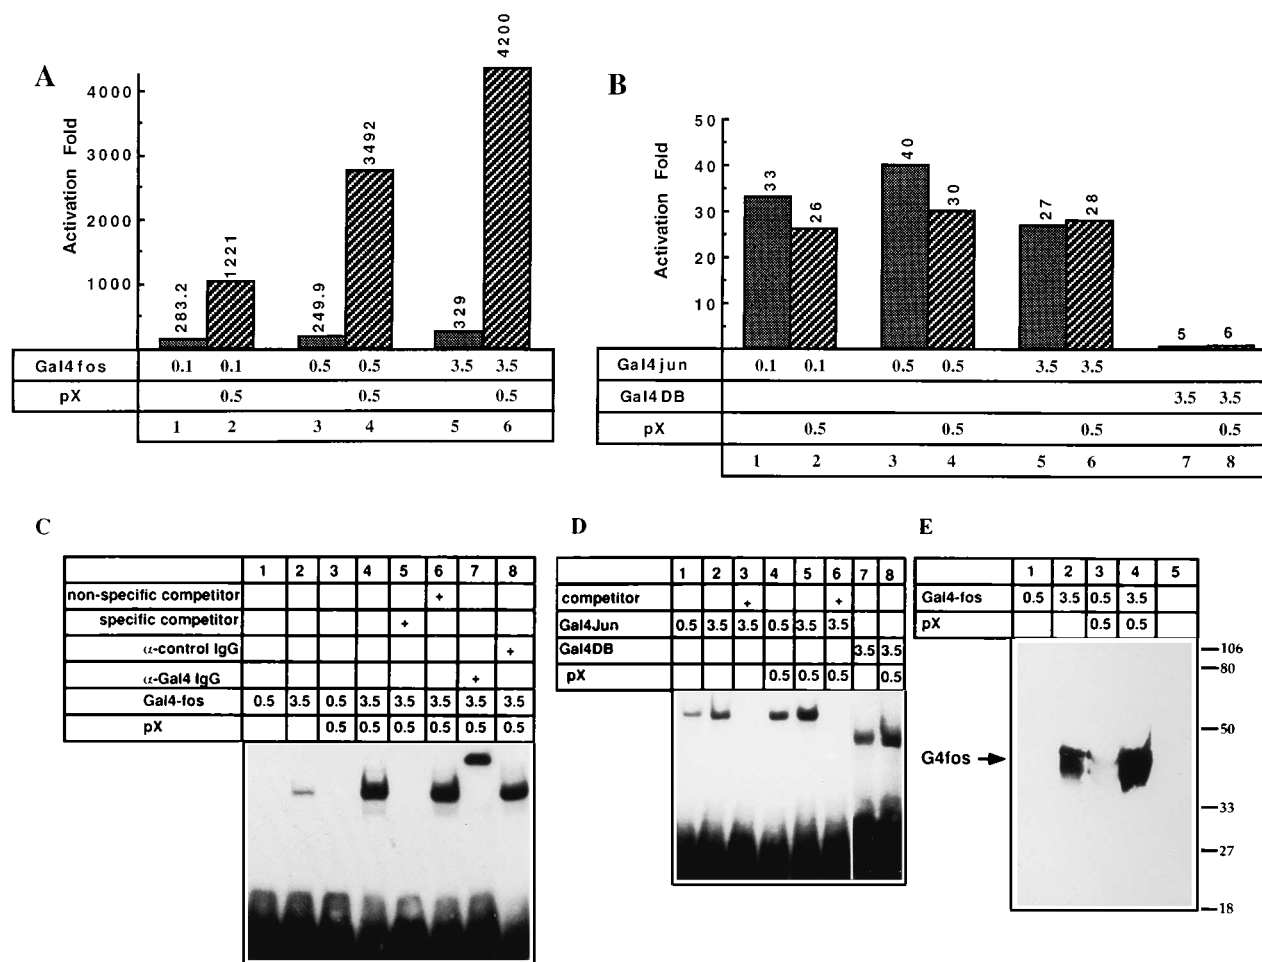 A
Activation Fold
4000
3000
2000
1000
283.2
1221
249.9
3492
329
4200
Gal4fos 0.1 0.1 0.5 0.5 3.5 3.5
pX 0.5 0.5 0.5
1 2 3 4 5 6
B
Activation Fold
50
40
30
20
10
33
26
40
30
27
28
5
6
Gal4jun 0.1 0.1 0.5 0.5 3.5 3.5
Gal4DB 3.5 3.5
pX 0.5 0.5 0.5 0.5
1 2 3 4 5 6 7 8
C
1 2 3 4 5 6 7 8
non-specific competitor +
specific competitor +
α-control IgG +
α-Gal4 IgG +
Gal4-fos 0.5 3.5 0.5 3.5 3.5 3.5 3.5 3.5
pX 0.5 0.5 0.5 0.5 0.5 0.5
D
1 2 3 4 5 6 7 8
competitor + +
Gal4Jun 0.5 3.5 3.5 0.5 3.5 3.5
Gal4DB 3.5 3.5
pX 0.5 0.5 0.5 0.5
E
1 2 3 4 5
Gal4-fos 0.5 3.5 0.5 3.5
pX 0.5 0.5
G4fos
106
80
50
33
27
18